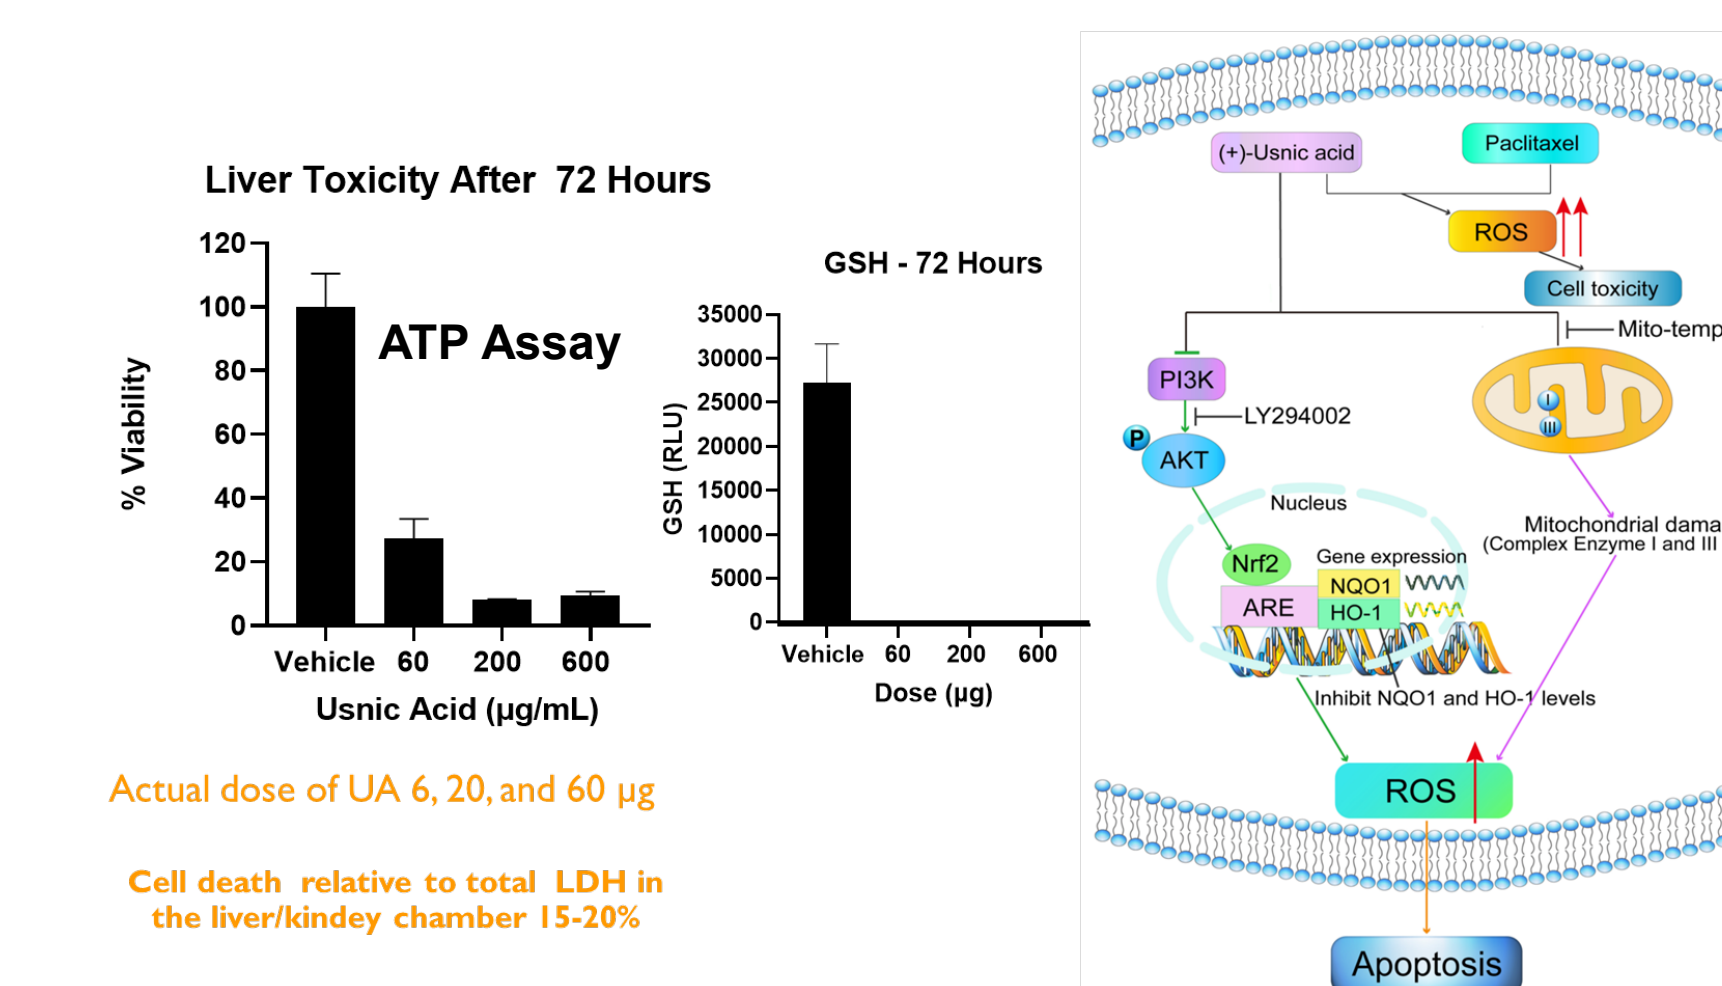 Liver Toxicity After 72 Hours
120
100
80
60
40
20
0
% Viability
ATP Assay
Vehicle 60 200 600
Usnic Acid (µg/mL)
GSH - 72 Hours
35000
30000
25000
20000
15000
10000
5000
0
GSH (RLU)
Vehicle 60 200 600
Dose (µg)
Actual dose of UA 6, 20, and 60 µg
Cell death relative to total LDH in
the liver/kindey chamber 15-20%
(+)-Usnic acid
Paclitaxel
ROS
Cell toxicity
Mito-temp
PI3K
LY294002
P
AKT
I
III
Nucleus
Mitochondrial dama
(Complex Enzyme I and III
Nrf2
Gene expression
NQO1
ARE
HO-1
Inhibit NQO1 and HO-1 levels
ROS
Apoptosis